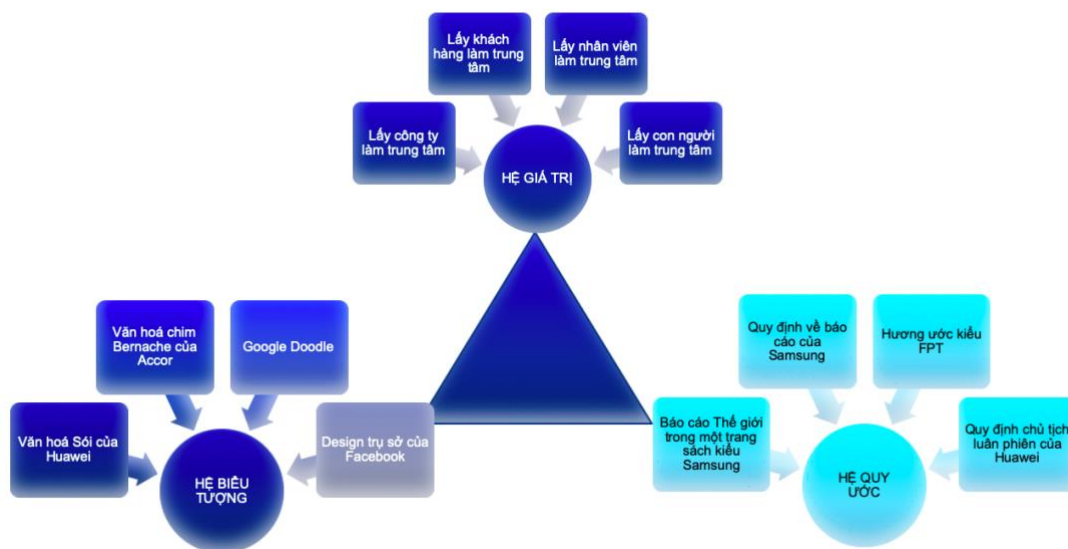 Lấy khách
hàng làm trung
tâm
Lấy nhân viên
làm trung tâm
Lấy công ty
làm trung tâm
Lấy con người
làm trung tâm
HỆ GIÁ TRỊ
Văn hoá chim
Bernache của
Accor
Google Doodle
Văn hoá Sói của
Huawei
Design trụ sở của
Facebook
HỆ BIỂU
TƯỢNG
Quy định về báo
cáo của
Samsung
Hương ước kiểu
FPT
Báo cáo Thế giới
trong một trang
sách kiểu
Samsung
Quy định chủ tịch
luân phiên của
Huawei
HỆ QUY
ƯỚC